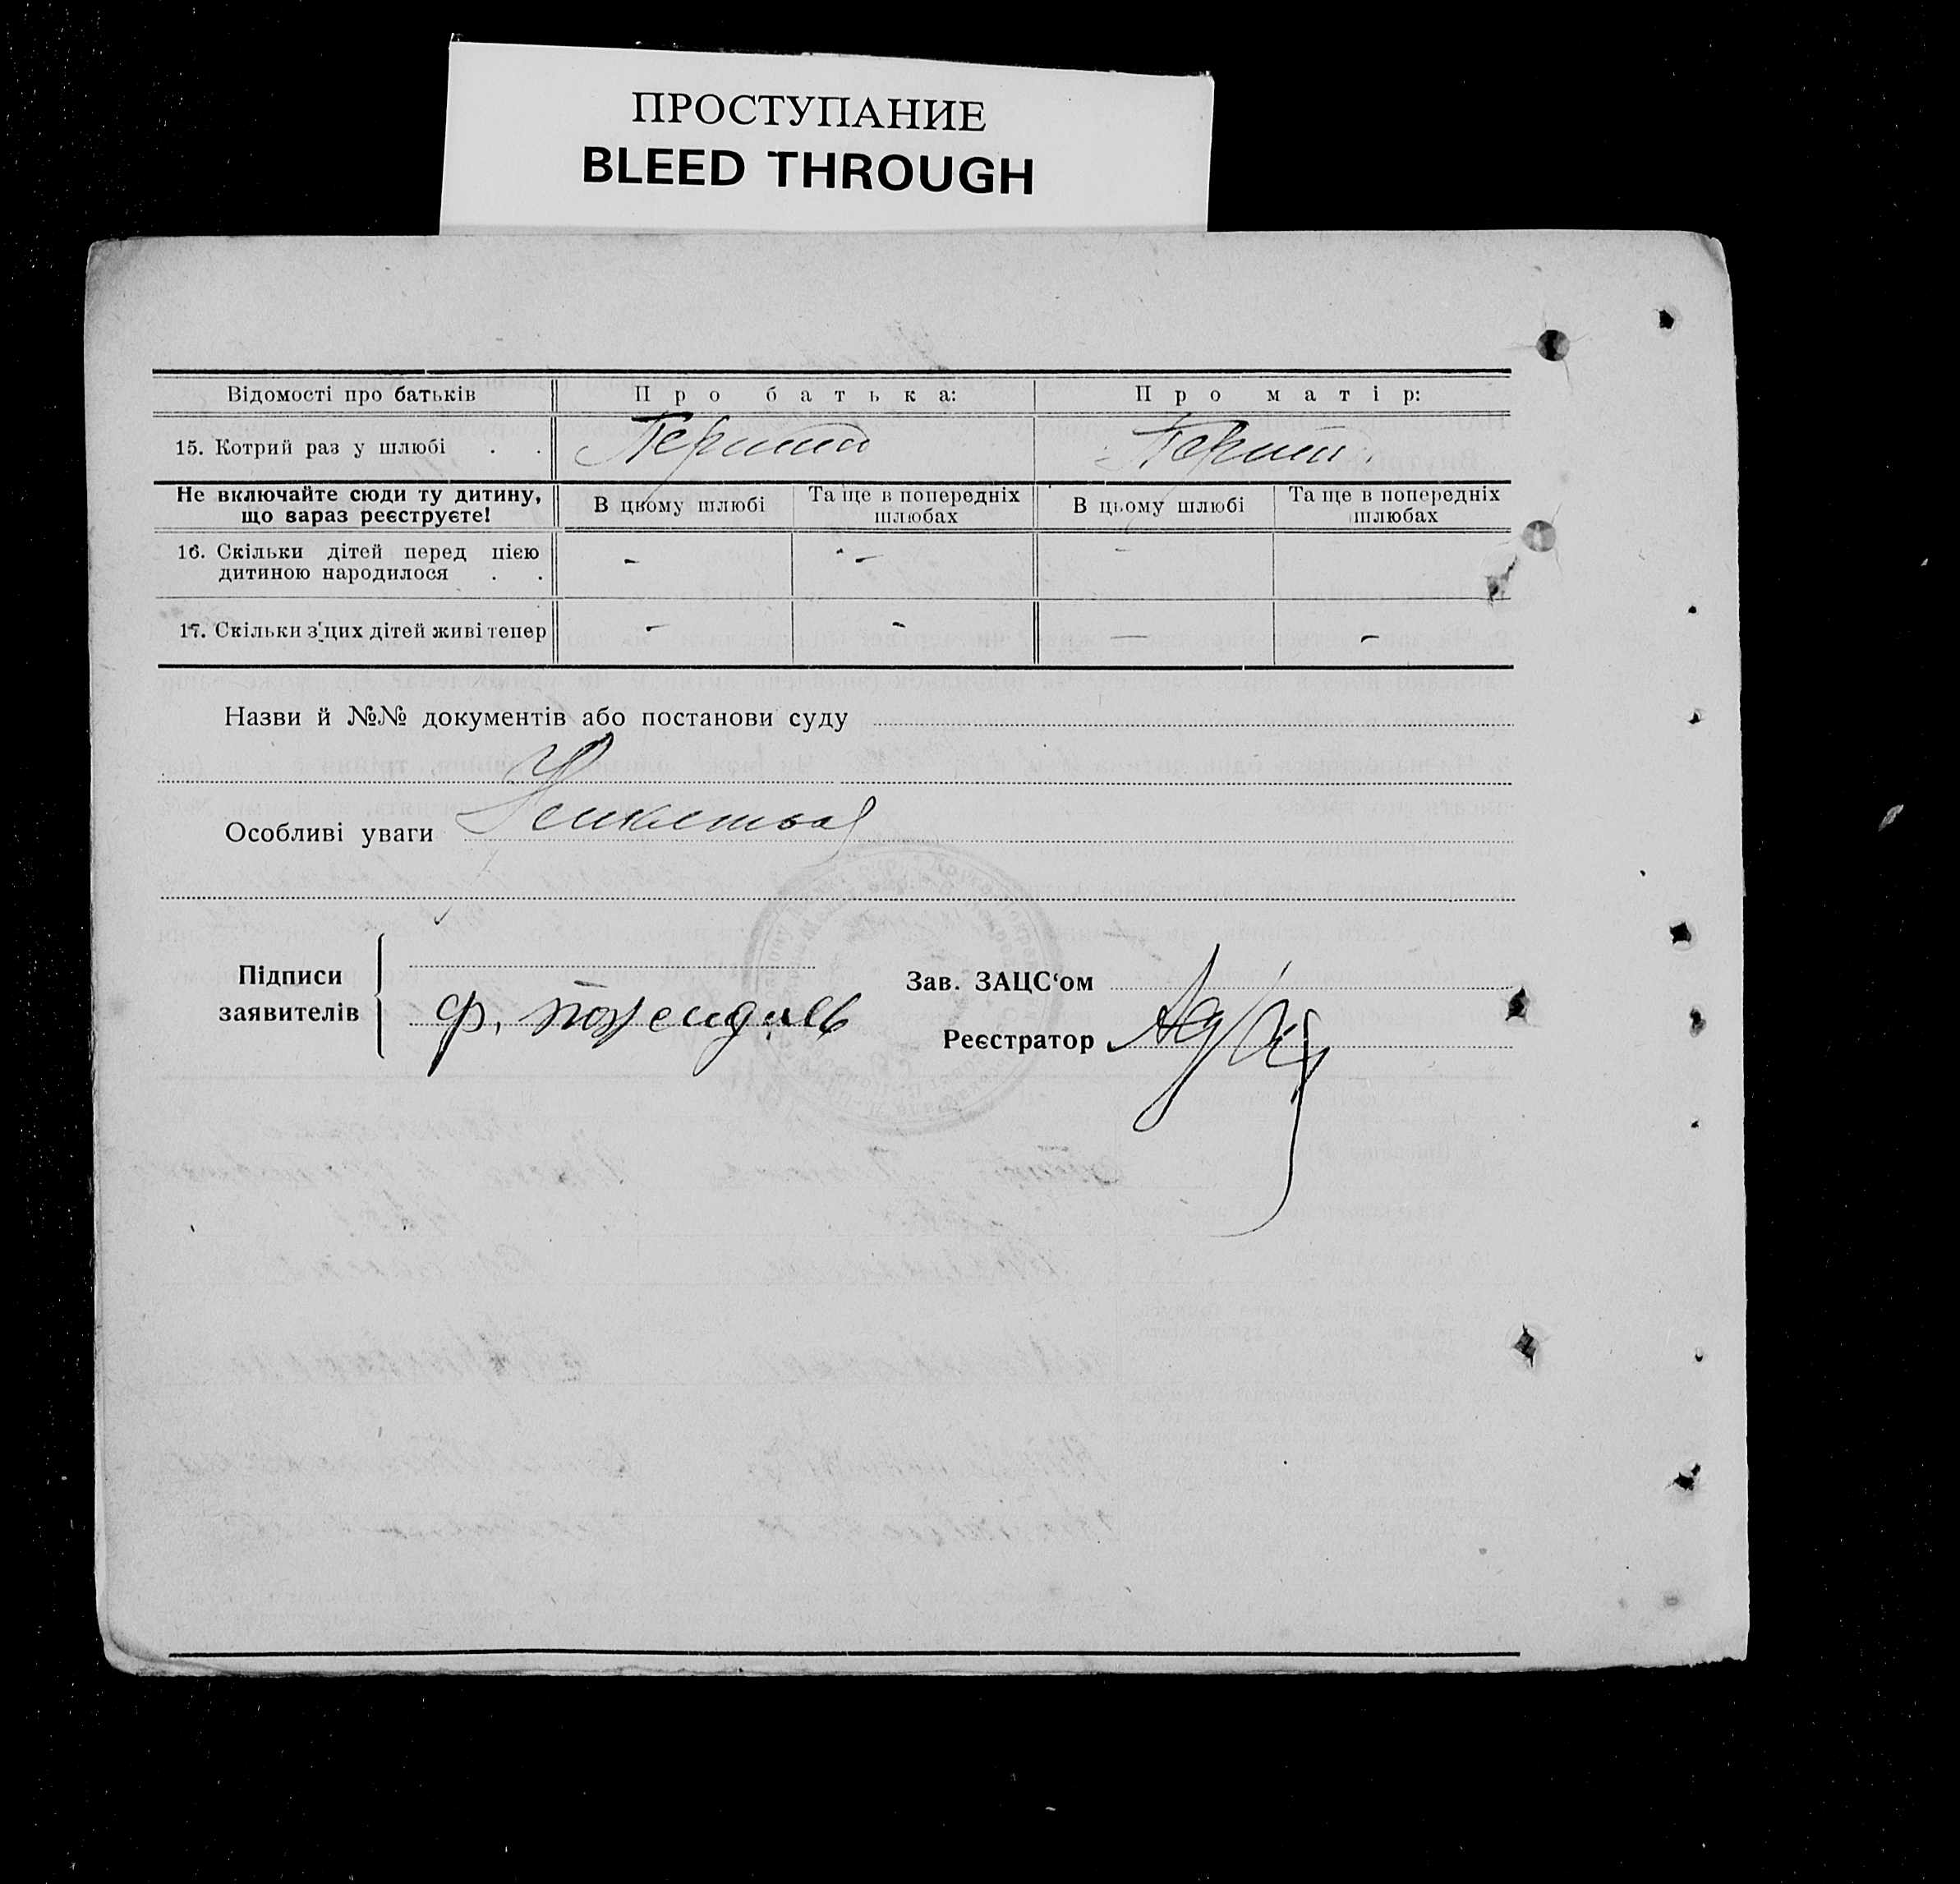 ПРОСТУПАНИЕ
BLEED THROUGH
Відомості про батьків Про батька: Про матір:
15. Котрий раз у шлюбі . . Перший Перший
Не включайте сюди ту дитину, що вараз реєструєте! В цьому шлюбі Та ще в попередніх шлюбах В цьому шлюбі Та ще в попередніх шлюбах
16. Скільки дітей перед цією дитиною народилося . . - - -
17. Скільки з'цих дітей живі тепер - - — -
Назви й №№ документів або постанови суду
Особливі уваги
Підписи заявителів
Ф.
Зав. ЗАЦС‘ом
Реєстратор